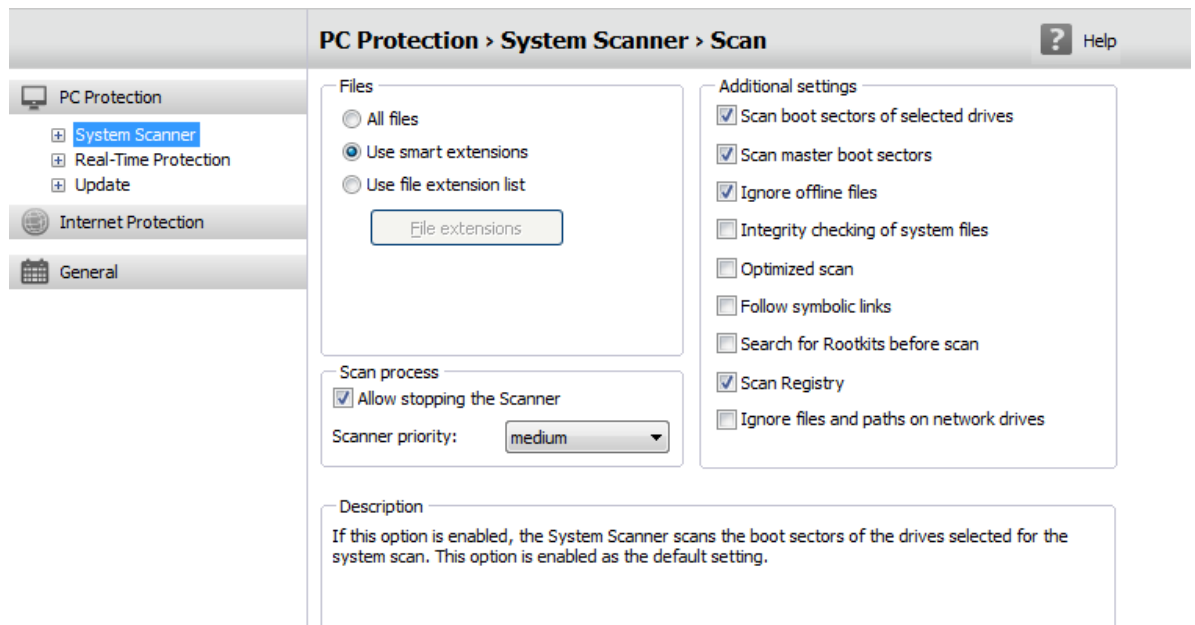 PC Protection › System Scanner › Scan
? Help
PC Protection
System Scanner
Real-Time Protection
Update
Internet Protection
General
Files
All files
Use smart extensions
Use file extension list
File extensions
Scan process
Allow stopping the Scanner
Scanner priority: medium
Additional settings
Scan boot sectors of selected drives
Scan master boot sectors
Ignore offline files
Integrity checking of system files
Optimized scan
Follow symbolic links
Search for Rootkits before scan
Scan Registry
Ignore files and paths on network drives
Description
If this option is enabled, the System Scanner scans the boot sectors of the drives selected for the
system scan. This option is enabled as the default setting.